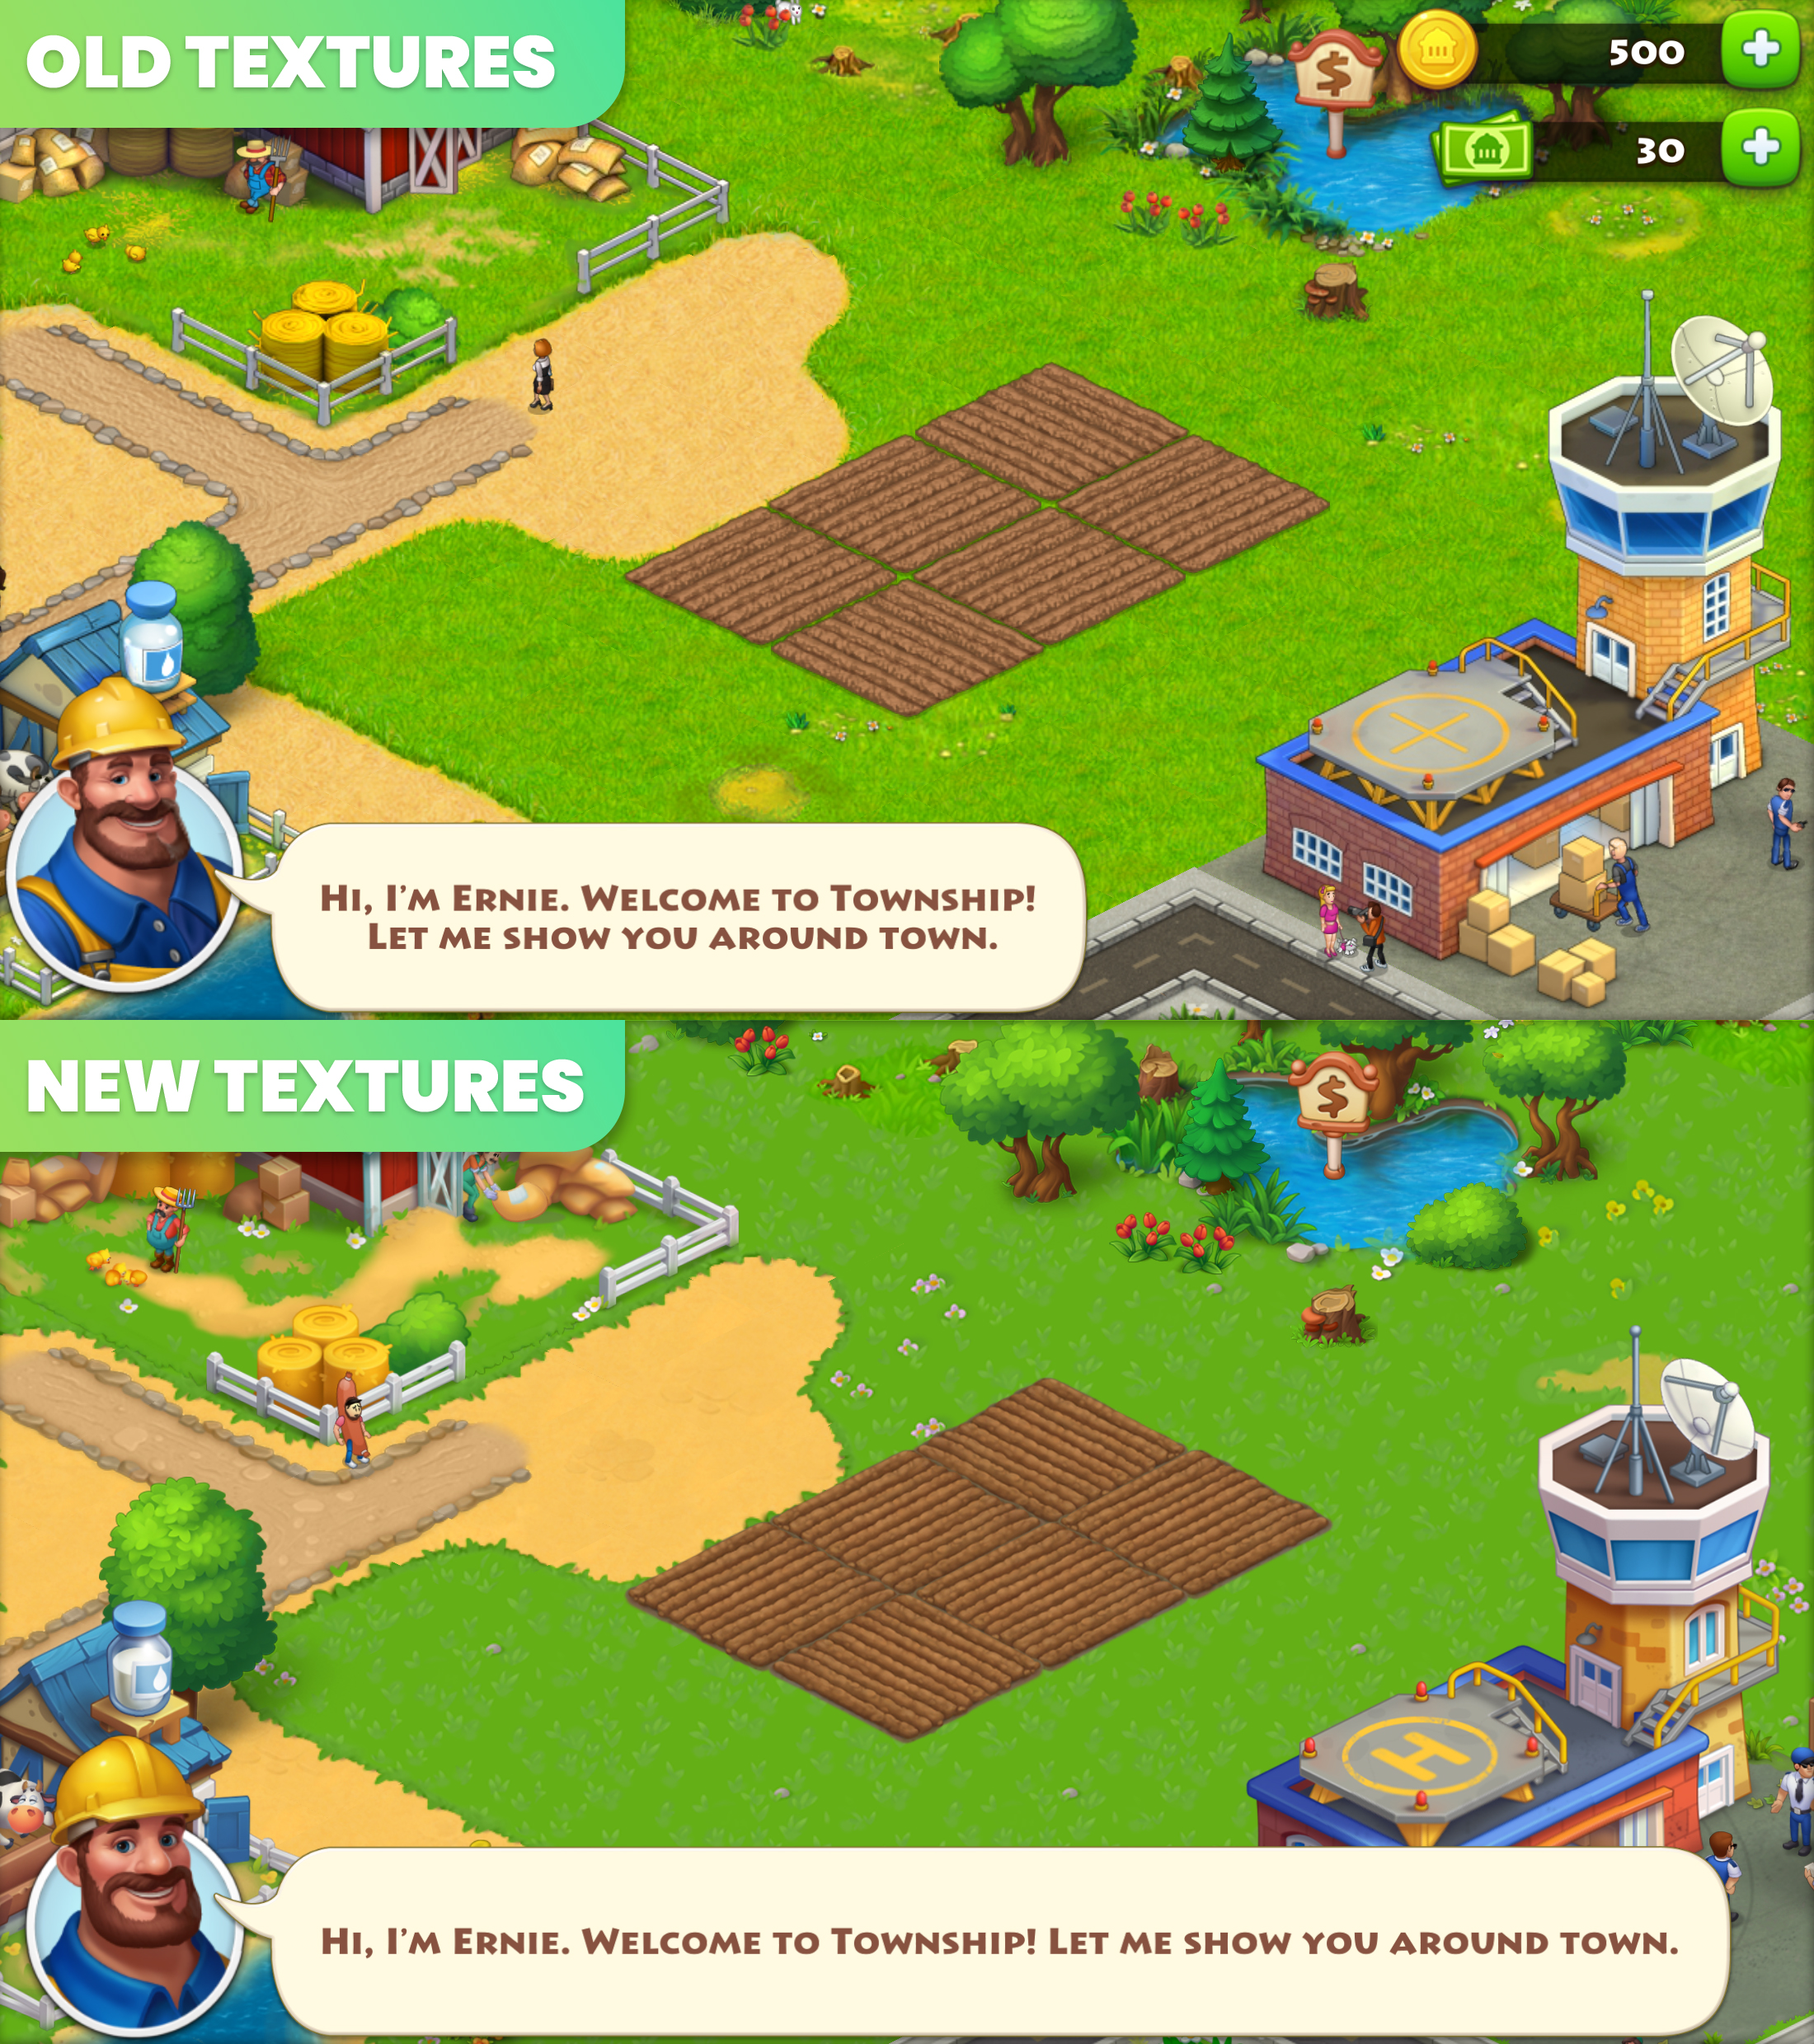 OLD TEXTURES
500
30
$
HI, I'M ERNIE. WELCOME TO TOWNSHIP!
LET ME SHOW YOU AROUND TOWN.
NEW TEXTURES
$
H
HI, I'M ERNIE. WELCOME TO TOWNSHIP! LET ME SHOW YOU AROUND TOWN.